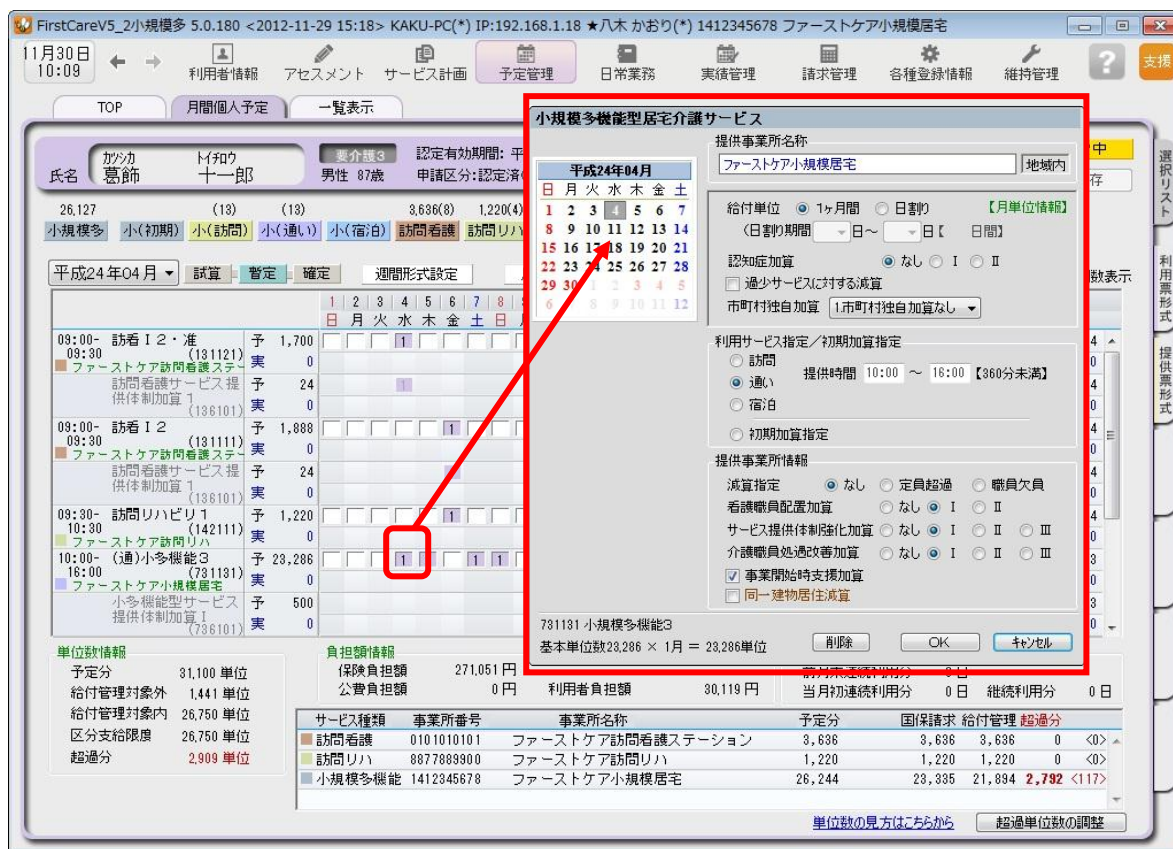 FirstCareV5_2小規模多 5.0.180 <2012-11-29 15:18> KAKU-PC(*) IP:192.168.1.18 ★八木 かおり(*) 1412345678 ファーストケア小規模居宅
11月30日
10:09
利用者情報 アセスメント サービス計画 予定管理 日常業務 実績管理 請求管理 各種登録情報 維持管理 ? 支援
TOP 月間個人予定 一覧表示
氏名 葛飾 十一郎
カツシカ トイチロウ
要介護3 認定有効期間: 平
男性 87歳 申請区分:認定済
中
存
選択リスト
利用票形式
提供票形式
26,127 (13) (13) 3,636(8) 1,220(4)
小規模多 小(初期) 小(訪問) 小(通い) 小(宿泊) 訪問看護 訪問リハ
平成24年04月 試算 暫定 確定 週間形式設定
数表示
1 2 3 4 5 6 7 8
日 月 火 水 木 金 土 日
09:00- 訪看Ⅰ2・准 予 1,700 1
09:30 (131121) 実 0
ファーストケア訪問看護ステー
訪問看護サービス提 予 24 1
供体制加算1
(136101) 実 0
09:00- 訪看Ⅰ2 予 1,888 1
09:30 (131111) 実 0
ファーストケア訪問看護ステー
訪問看護サービス提 予 24
供体制加算1
(136101) 実 0
09:30- 訪問リハビリ1 予 1,220 1
10:30 (142111) 実 0
ファーストケア訪問リハ
10:00- (通)小多機能3 予 23,286 1 1 1
16:00 (731131) 実 0
ファーストケア小規模居宅
小多機能型サービス 予 500
提供体制加算Ⅰ
(736101) 実 0
小規模多機能型居宅介護サービス
平成24年04月
日 月 火 水 木 金 土
1 2 3 4 5 6 7
8 9 10 11 12 13 14
15 16 17 18 19 20 21
22 23 24 25 26 27 28
29 30 1 2 3 4 5
6 8 9 10 11 12
提供事業所名称
ファーストケア小規模居宅 地域内
給付単位 1ヶ月間 日割り 【月単位情報】
(日割り期間 日~ 日【 日間】
認知症加算 なし Ⅰ Ⅱ
過少サービスに対する減算
市町村独自加算 1.市町村独自加算なし
利用サービス指定/初期加算指定
訪問
通い 提供時間 10:00 ~ 16:00 【360分未満】
宿泊
初期加算指定
提供事業所情報
減算指定 なし 定員超過 職員欠員
看護職員配置加算 なし Ⅰ Ⅱ
サービス提供体制強化加算 なし Ⅰ Ⅱ Ⅲ
介護職員処遇改善加算 なし Ⅰ Ⅱ Ⅲ
事業開始時支援加算
同一建物居住減算
731131 小規模多機能3
基本単位数23,286 × 1月 = 23,286単位 削除 OK キャンセル
単位数情報
予定分 31,100 単位
給付管理対象外 1,441 単位
給付管理対象内 26,750 単位
区分支給限度 26,750 単位
超過分 2,909 単位
負担額情報
保険負担額 271,051 円
公費負担額 0 円 利用者負担額 30,119 円
当月初連続利用分 0 日 継続利用分 0 日
サービス種類 事業所番号 事業所名称 予定分 国保請求 給付管理 超過分
訪問看護 0101010101 ファーストケア訪問看護ステーション 3,636 3,636 3,636 0 <0>
訪問リハ 8877889900 ファーストケア訪問リハ 1,220 1,220 1,220 0 <0>
小規模多機能 1412345678 ファーストケア小規模居宅 26,244 23,335 21,894 2,792 <117>
単位数の見方はこちらから 超過単位数の調整